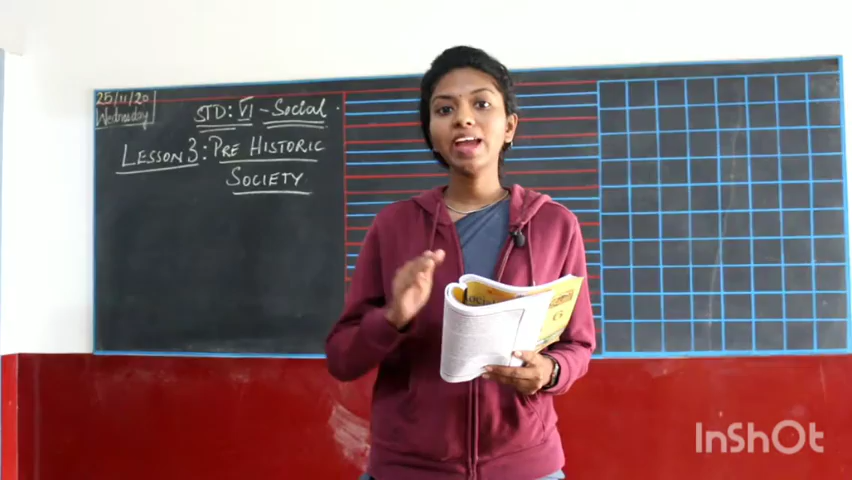 25/11/20
Wednesday
STD: VI - Social.
LESSON 3: PRE HISTORIC
SOCIETY
InShOt